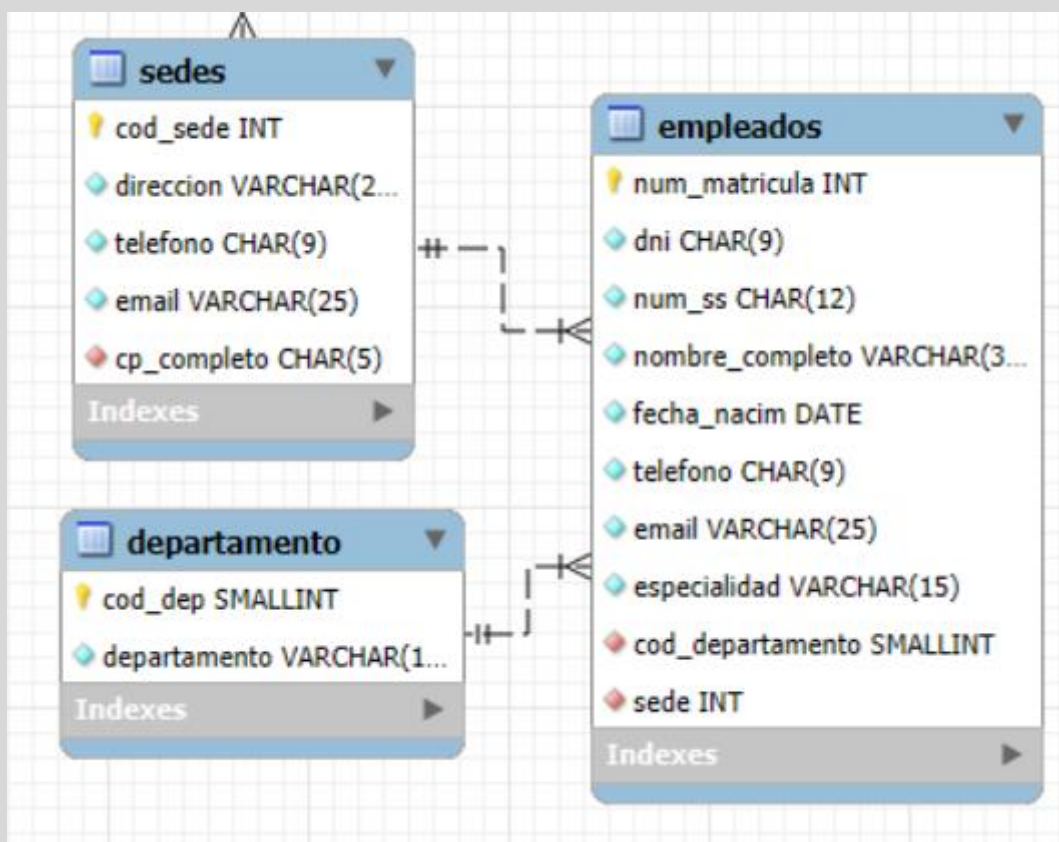 sedes
cod_sede INT
direccion VARCHAR(2...
telefono CHAR(9)
email VARCHAR(25)
cp_completo CHAR(5)
Indexes
departamento
cod_dep SMALLINT
departamento VARCHAR(1...
Indexes
empleados
num_matricula INT
dni CHAR(9)
num_ss CHAR(12)
nombre_completo VARCHAR(3...
fecha_nacim DATE
telefono CHAR(9)
email VARCHAR(25)
especialidad VARCHAR(15)
cod_departamento SMALLINT
sede INT
Indexes